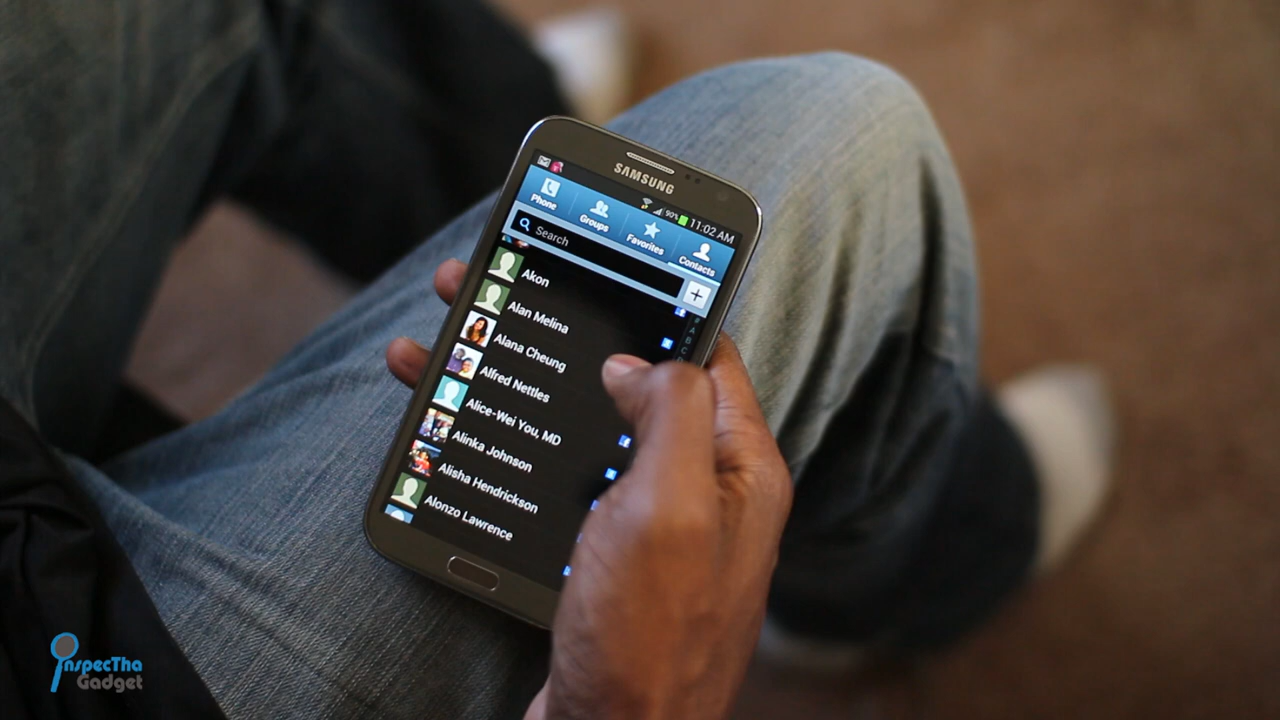 SAMSUNG
90% 11:02 AM
Phone Groups Favorites Contacts
Search
Akon
Alan Melina
Alana Cheung
Alfred Nettles
Alice-Wei You, MD
Alinka Johnson
Alisha Hendrickson
Alonzo Lawrence
#
A
B
C
InspecTha
Gadget